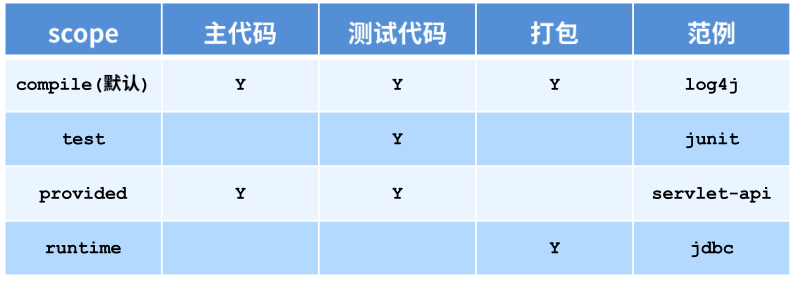 scope 主代码 测试代码 打包 范例
compile(默认) Y Y Y log4j
test Y junit
provided Y Y servlet-api
runtime Y jdbc